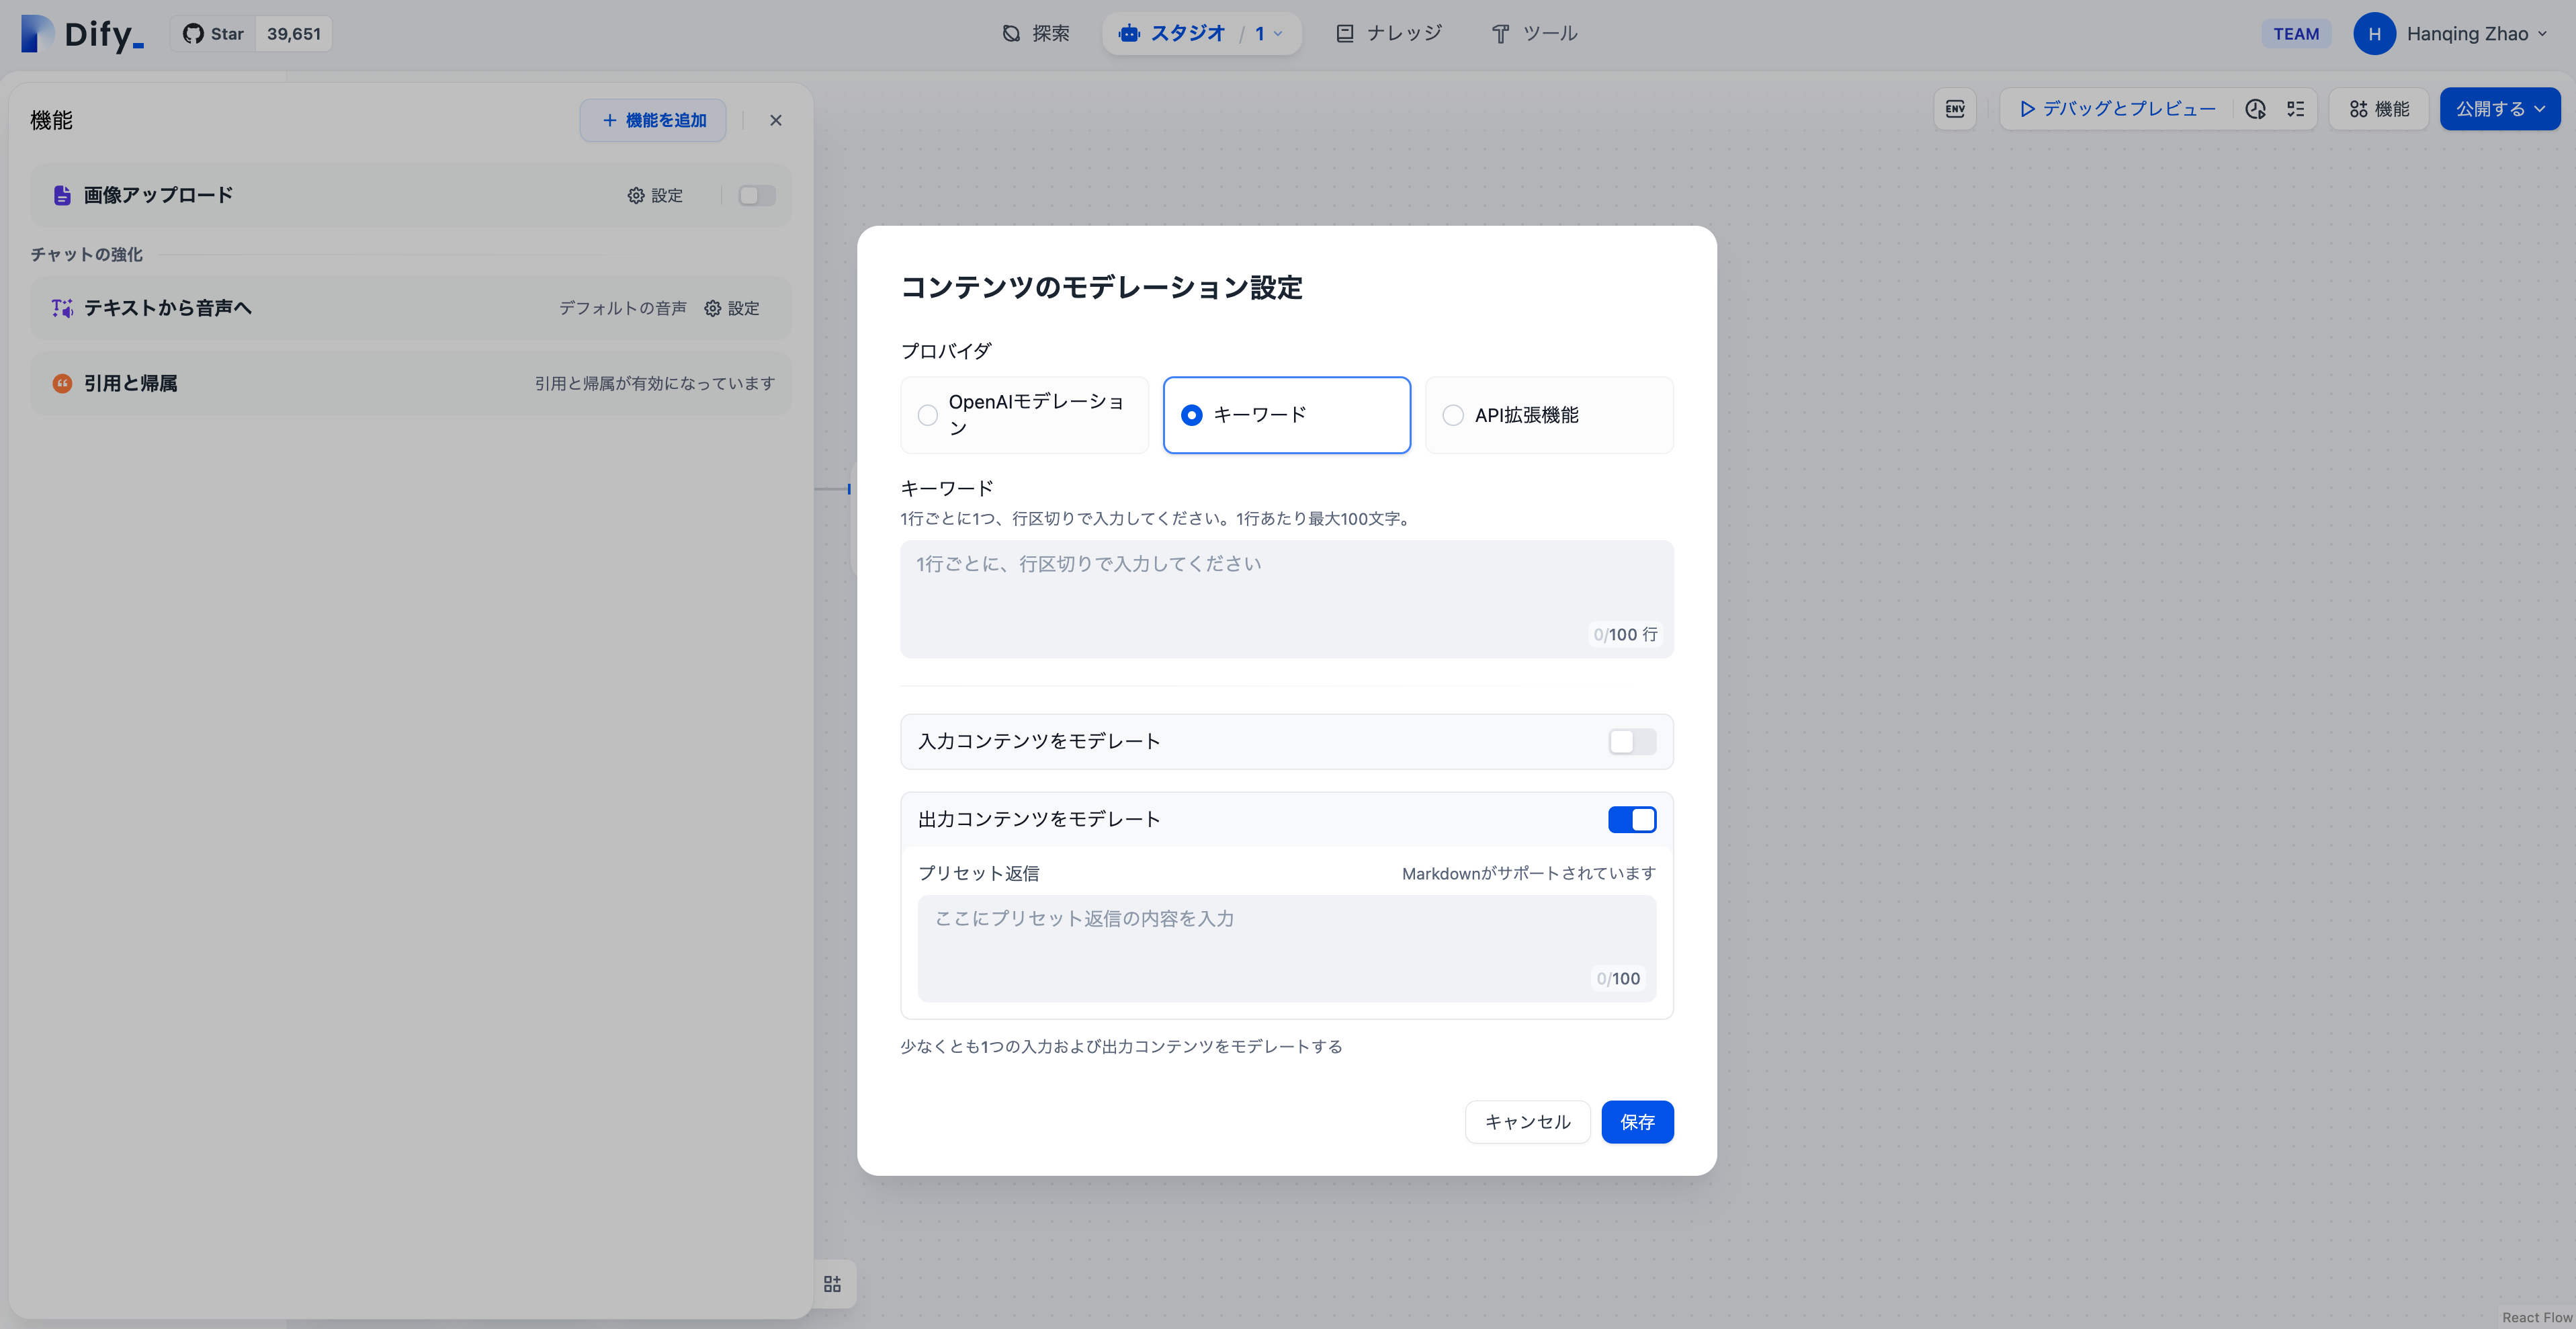 Dify_
Star 39,651
探索
スタジオ / 1
ナレッジ
ツール
TEAM
H
Hanqing Zhao
機能
+ 機能を追加
ENV
デバッグとプレビュー
機能
公開する
画像アップロード
設定
チャットの強化
テキストから音声へ
デフォルトの音声
設定
引用と帰属
引用と帰属が有効になっています
コンテンツのモデレーション設定
プロバイダ
OpenAIモデレーショ
ン
キーワード
API拡張機能
キーワード
1行ごとに1つ、行区切りで入力してください。1行あたり最大100文字。
1行ごとに、行区切りで入力してください
0/100 行
入力コンテンツをモデレート
出力コンテンツをモデレート
プリセット返信
Markdownがサポートされています
ここにプリセット返信の内容を入力
0/100
少なくとも1つの入力および出力コンテンツをモデレートする
キャンセル
保存
React Flow